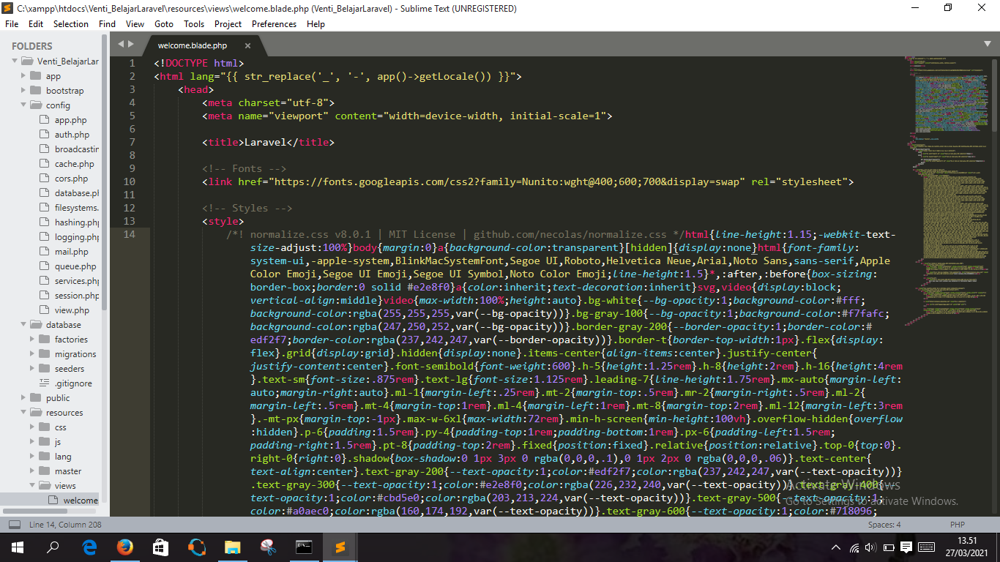 C:\xampp\htdocs\Venti_BelajarLaravel\resources\views\welcome.blade.php (Venti_BelajarLaravel) - Sublime Text (UNREGISTERED)
File Edit Selection Find View Goto Tools Project Preferences Help
FOLDERS
Venti_BelajarLar
app
bootstrap
config
app.php
auth.php
broadcastin
cache.php
cors.php
database.ph
filesystems.
hashing.php
logging.php
mail.php
queue.php
services.php
session.php
view.php
database
factories
migrations
seeders
.gitignore
public
resources
css
js
lang
master
views
welcome
welcome.blade.php
1 <!DOCTYPE html>
2 <html lang="{{ str_replace('_', '-', app()->getLocale()) }}">
3 <head>
4 <meta charset="utf-8">
5 <meta name="viewport" content="width=device-width, initial-scale=1">
6
7 <title>Laravel</title>
8
9 <!-- Fonts -->
10 <link href="https://fonts.googleapis.com/css2?family=Nunito:wght@400;600;700&display=swap" rel="stylesheet">
11
12 <!-- Styles -->
13 <style>
14 /*! normalize.css v8.0.1 | MIT License | github.com/necolas/normalize.css */html{line-height:1.15;-webkit-text-
size-adjust:100%}body{margin:0}a{background-color:transparent}[hidden]{display:none}html{font-family:
system-ui,-apple-system,BlinkMacSystemFont,Segoe UI,Roboto,Helvetica Neue,Arial,Noto Sans,sans-serif,Apple
Color Emoji,Segoe UI Emoji,Segoe UI Symbol,Noto Color Emoji;line-height:1.5}*,:after,:before{box-sizing:
border-box;border:0 solid #e2e8f0}a{color:inherit;text-decoration:inherit}svg,video{display:block;
vertical-align:middle}video{max-width:100%;height:auto}.bg-white{--bg-opacity:1;background-color:#fff;
background-color:rgba(255,255,255,var(--bg-opacity))}.bg-gray-100{--bg-opacity:1;background-color:#f7fafc;
background-color:rgba(247,250,252,var(--bg-opacity))}.border-gray-200{--border-opacity:1;border-color:#
edf2f7;border-color:rgba(237,242,247,var(--border-opacity))}.border-t{border-top-width:1px}.flex{display:
flex}.grid{display:grid}.hidden{display:none}.items-center{align-items:center}.justify-center{
justify-content:center}.font-semibold{font-weight:600}.h-5{height:1.25rem}.h-8{height:2rem}.h-16{height:4rem
}.text-sm{font-size:.875rem}.text-lg{font-size:1.125rem}.leading-7{line-height:1.75rem}.mx-auto{margin-left:
auto;margin-right:auto}.ml-1{margin-left:.25rem}.mt-2{margin-top:.5rem}.mr-2{margin-right:.5rem}.ml-2{
margin-left:.5rem}.mt-4{margin-top:1rem}.ml-4{margin-left:1rem}.mt-8{margin-top:2rem}.ml-12{margin-left:3rem
}.-mt-px{margin-top:-1px}.max-w-6xl{max-width:72rem}.min-h-screen{min-height:100vh}.overflow-hidden{overflow
:hidden}.p-6{padding:1.5rem}.py-4{padding-top:1rem;padding-bottom:1rem}.px-6{padding-left:1.5rem;
padding-right:1.5rem}.pt-8{padding-top:2rem}.fixed{position:fixed}.relative{position:relative}.top-0{top:0}.
right-0{right:0}.shadow{box-shadow:0 1px 3px 0 rgba(0,0,0,.1),0 1px 2px 0 rgba(0,0,0,.06)}.text-center{
text-align:center}.text-gray-200{--text-opacity:1;color:#edf2f7;color:rgba(237,242,247,var(--text-opacity))}
.text-gray-300{--text-opacity:1;color:#e2e8f0;color:rgba(226,232,240,var(--text-opacity))}.text-gray-400{--
text-opacity:1;color:#cbd5e0;color:rgba(203,213,224,var(--text-opacity))}.text-gray-500{--text-opacity:1;
color:#a0aec0;color:rgba(160,174,192,var(--text-opacity))}.text-gray-600{--text-opacity:1;color:#718096;
Activate Windows
Go to Settings to activate Windows.
Line 14, Column 208
Spaces: 4
PHP
13.51
27/03/2021